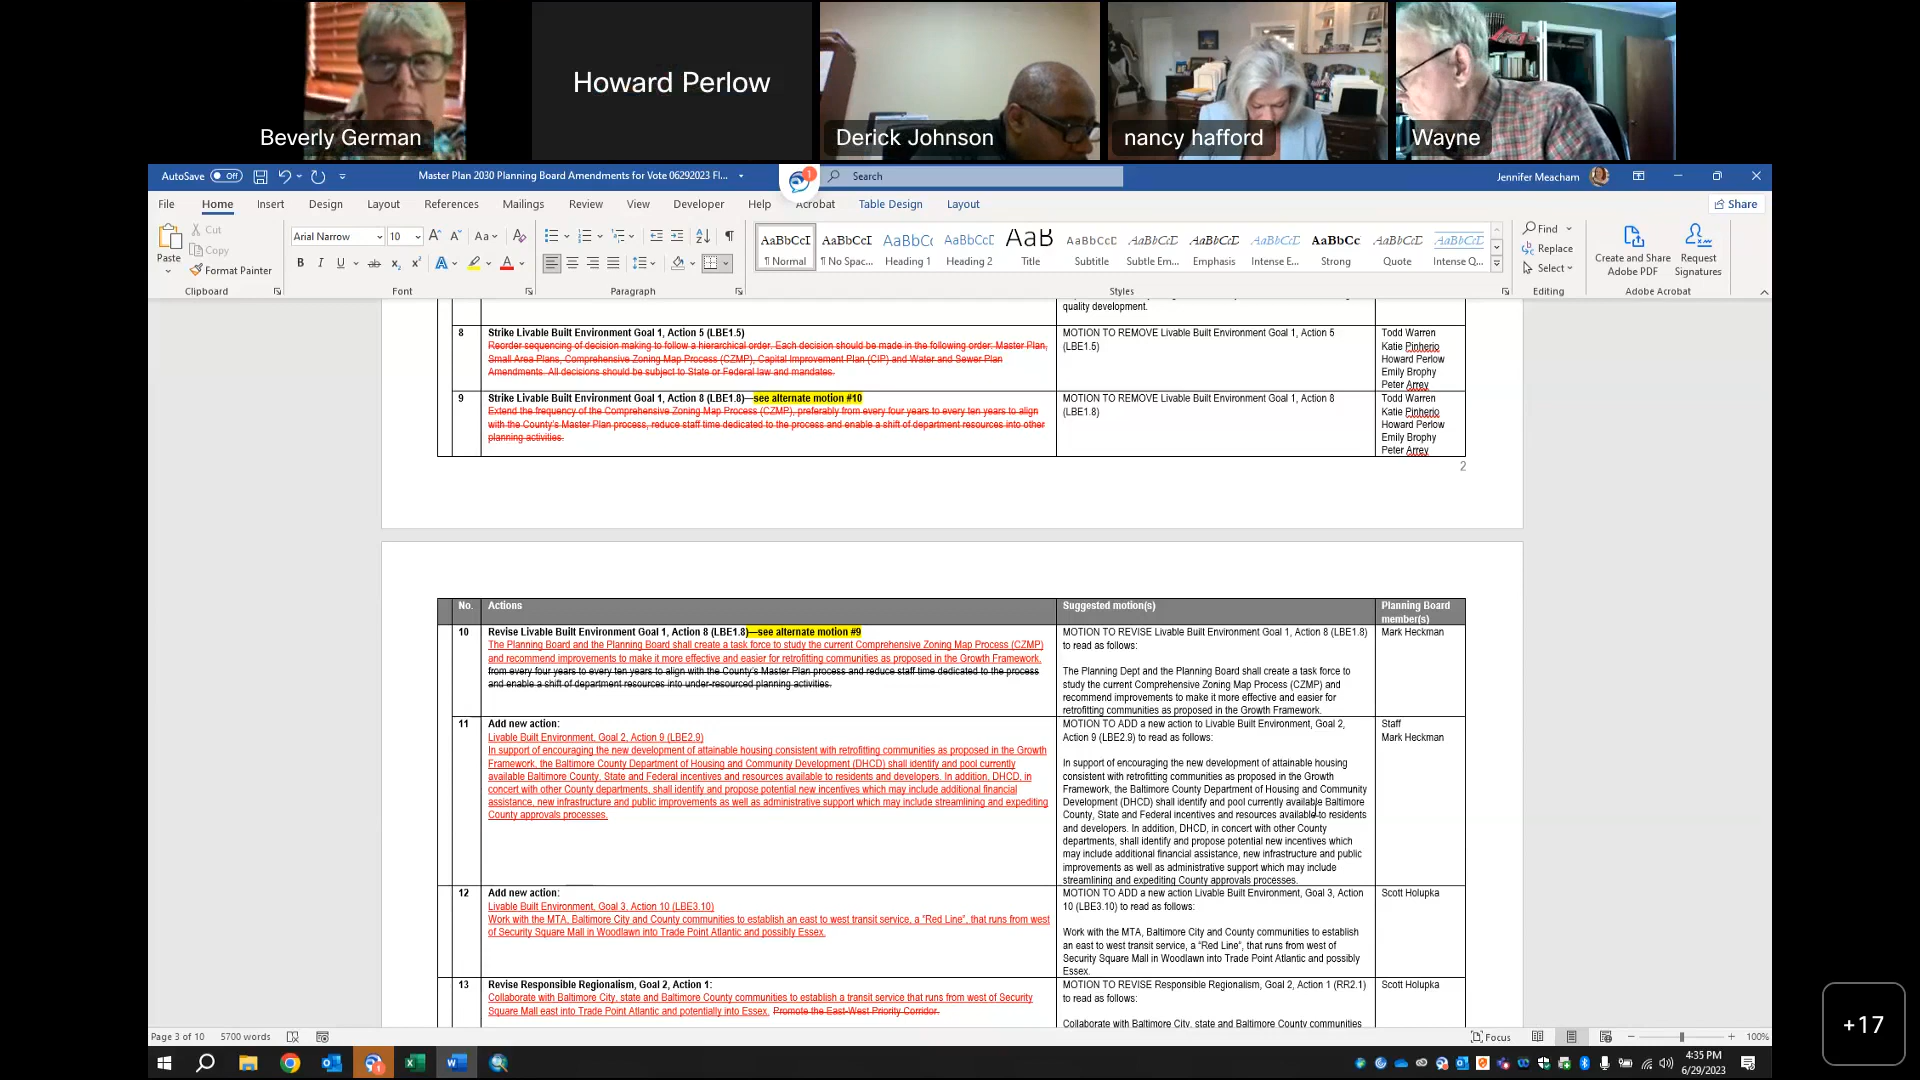 Beverly German
Howard Perlow
Derick Johnson
nancy hafford
Wayne
AutoSave Off
Master Plan 2030 Planning Board Amendments for Vote 06292023 Fl...
1
Search
Jennifer Meacham
File Home Insert Design Layout References Mailings Review View Developer Help Acrobat Table Design Layout
Share
Paste
Cut
Copy
Format Painter
Arial Narrow 10
AaBbCcI AaBbCcI AaBbCc AaBbCcC AaB AaBbCcC AaBbCcC AaBbCcC AaBbCcC AaBbCc AaBbCcC AaBbCcC
¶ Normal ¶ No Spac... Heading 1 Heading 2 Title Subtitle Subtle Em... Emphasis Intense E... Strong Quote Intense Q...
Find
Replace
Select
Create and Share Adobe PDF
Request Signatures
Clipboard Font Paragraph Styles Editing Adobe Acrobat
quality development.
8
Strike Livable Built Environment Goal 1, Action 5 (LBE1.5)
Reorder sequencing of decision making to follow a hierarchical order. Each decision should be made in the following order: Master Plan,
Small Area Plans, Comprehensive Zoning Map Process (CZMP), Capital Improvement Plan (CIP) and Water and Sewer Plan
Amendments. All decisions should be subject to State or Federal law and mandates.
MOTION TO REMOVE Livable Built Environment Goal 1, Action 5
(LBE1.5)
Todd Warren
Katie Pinherio
Howard Perlow
Emily Brophy
Peter Arrey
9
Strike Livable Built Environment Goal 1, Action 8 (LBE1.8)—see alternate motion #10
Extend the frequency of the Comprehensive Zoning Map Process (CZMP), preferably from every four years to every ten years to align
with the County's Master Plan process, reduce staff time dedicated to the process and enable a shift of department resources into other
planning activities.
MOTION TO REMOVE Livable Built Environment Goal 1, Action 8
(LBE1.8)
Todd Warren
Katie Pinherio
Howard Perlow
Emily Brophy
Peter Arrey
2
No. Actions Suggested motion(s) Planning Board
member(s)
10
Revise Livable Built Environment Goal 1, Action 8 (LBE1.8)—see alternate motion #9
The Planning Board and the Planning Board shall create a task force to study the current Comprehensive Zoning Map Process (CZMP)
and recommend improvements to make it more effective and easier for retrofitting communities as proposed in the Growth Framework.
from every four years to every ten years to align with the County's Master Plan process and reduce staff time dedicated to the process
and enable a shift of department resources into under-resourced planning activities.
MOTION TO REVISE Livable Built Environment Goal 1, Action 8 (LBE1.8)
to read as follows:
The Planning Dept and the Planning Board shall create a task force to
study the current Comprehensive Zoning Map Process (CZMP) and
recommend improvements to make it more effective and easier for
retrofitting communities as proposed in the Growth Framework.
Mark Heckman
11
Add new action:
Livable Built Environment, Goal 2, Action 9 (LBE2.9)
In support of encouraging the new development of attainable housing consistent with retrofitting communities as proposed in the Growth
Framework, the Baltimore County Department of Housing and Community Development (DHCD) shall identify and pool currently
available Baltimore County, State and Federal incentives and resources available to residents and developers. In addition, DHCD, in
concert with other County departments, shall identify and propose potential new incentives which may include additional financial
assistance, new infrastructure and public improvements as well as administrative support which may include streamlining and expediting
County approvals processes.
MOTION TO ADD a new action to Livable Built Environment, Goal 2,
Action 9 (LBE2.9) to read as follows:
In support of encouraging the new development of attainable housing
consistent with retrofitting communities as proposed in the Growth
Framework, the Baltimore County Department of Housing and Community
Development (DHCD) shall identify and pool currently available Baltimore
County, State and Federal incentives and resources available to residents
and developers. In addition, DHCD, in concert with other County
departments, shall identify and propose potential new incentives which
may include additional financial assistance, new infrastructure and public
improvements as well as administrative support which may include
streamlining and expediting County approvals processes.
Staff
Mark Heckman
12
Add new action:
Livable Built Environment, Goal 3, Action 10 (LBE3.10)
Work with the MTA, Baltimore City and County communities to establish an east to west transit service, a "Red Line", that runs from west
of Security Square Mall in Woodlawn into Trade Point Atlantic and possibly Essex.
MOTION TO ADD a new action Livable Built Environment, Goal 3, Action
10 (LBE3.10) to read as follows:
Work with the MTA, Baltimore City and County communities to establish
an east to west transit service, a "Red Line", that runs from west of
Security Square Mall in Woodlawn into Trade Point Atlantic and possibly
Essex.
Scott Holupka
13
Revise Responsible Regionalism, Goal 2, Action 1:
Collaborate with Baltimore City, state and Baltimore County communities to establish a transit service that runs from west of Security
Square Mall east into Trade Point Atlantic and potentially into Essex. Promote the East-West Priority Corridor.
MOTION TO REVISE Responsible Regionalism, Goal 2, Action 1 (RR2.1)
to read as follows:
Collaborate with Baltimore City, state and Baltimore County communities
Scott Holupka
Page 3 of 10 5700 words
Focus
100%
+17
4:35 PM
6/29/2023